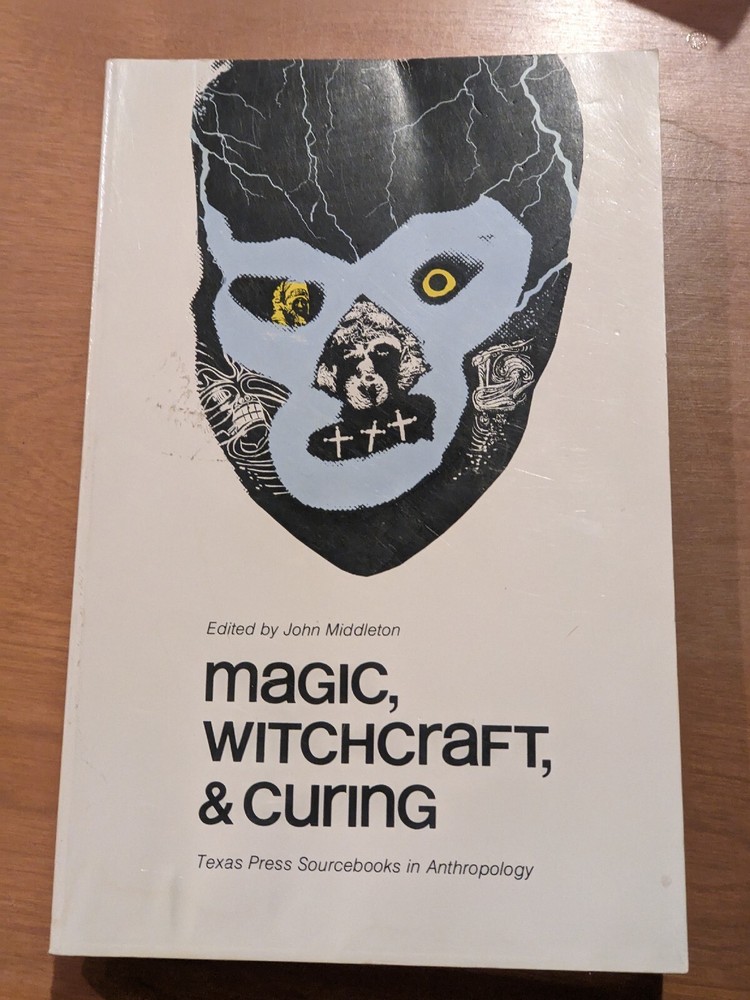 Edited by John Middleton
maGIC,
WITCHCraFT,
& CurInG
Texas Press Sourcebooks in Anthropology